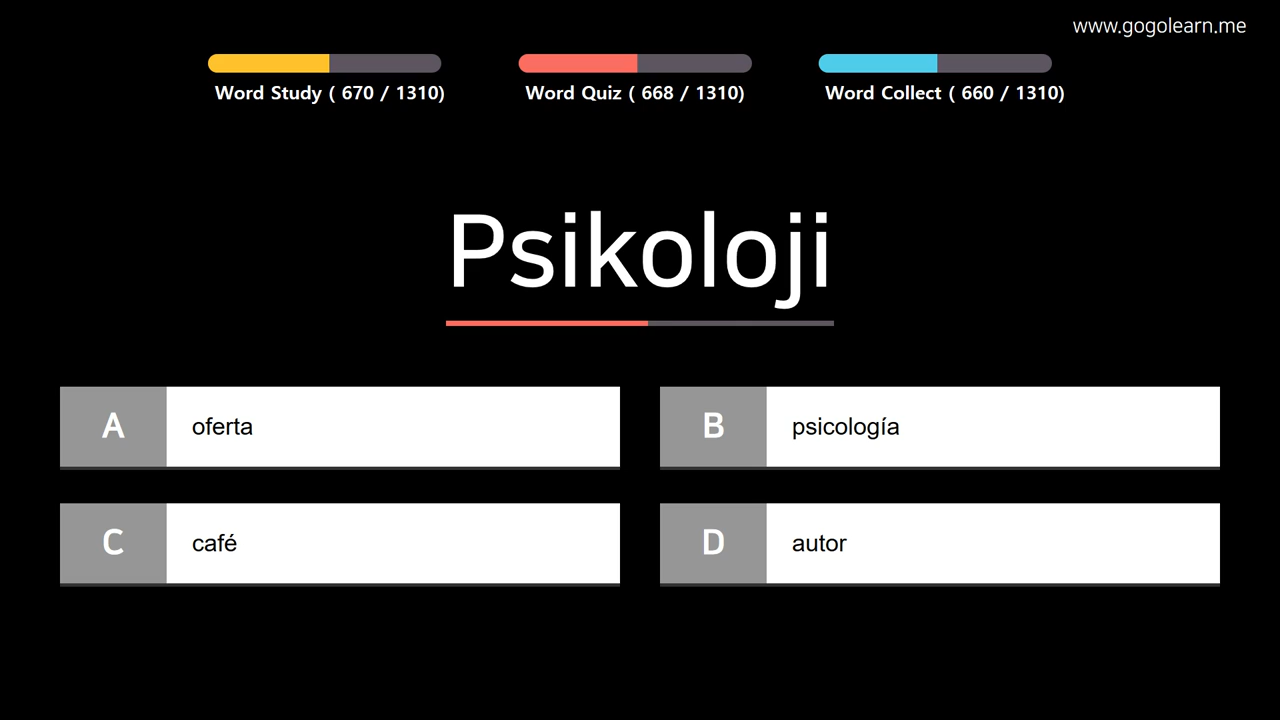 www.gogolearn.me
Word Study ( 670 / 1310)
Word Quiz ( 668 / 1310)
Word Collect ( 660 / 1310)
Psikoloji
A oferta
B psicología
C café
D autor